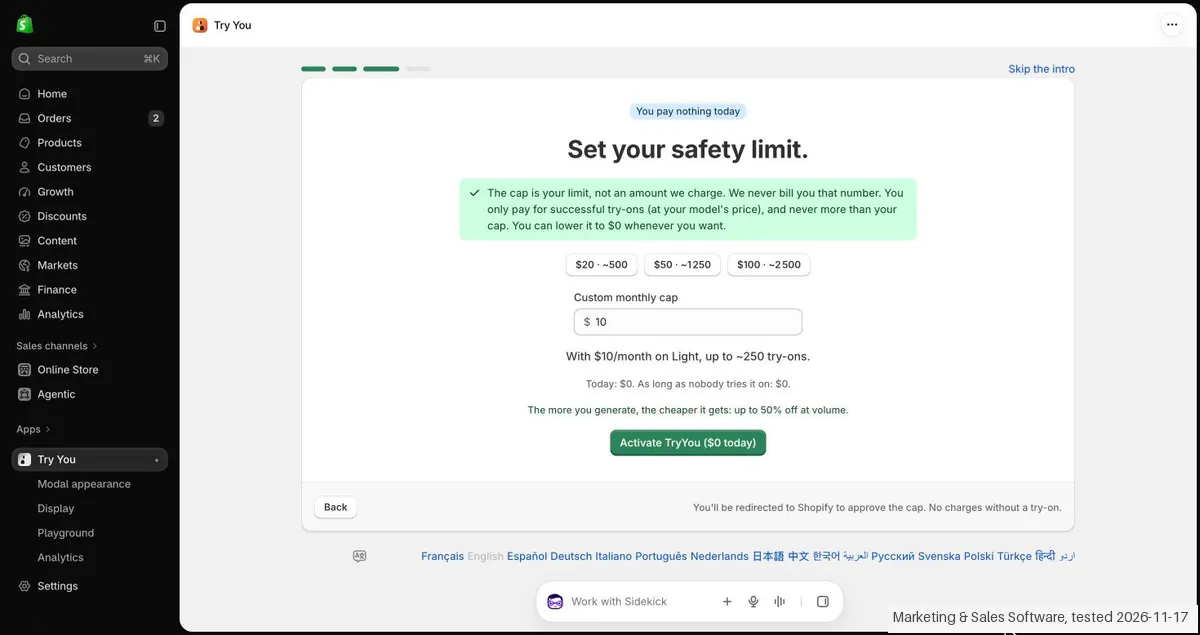 Search ⌘K
Home
Orders 2
Products
Customers
Growth
Discounts
Content
Markets
Finance
Analytics
Sales channels
Online Store
Agentic
Apps
Try You
Modal appearance
Display
Playground
Analytics
Settings
Try You
Skip the intro
You pay nothing today
Set your safety limit.
The cap is your limit, not an amount we charge. We never bill you that number. You
only pay for successful try-ons (at your model's price), and never more than your
cap. You can lower it to $0 whenever you want.
$20 · ~500 $50 · ~1250 $100 · ~2500
Custom monthly cap
$ 10
With $10/month on Light, up to ~250 try-ons.
Today: $0. As long as nobody tries it on: $0.
The more you generate, the cheaper it gets: up to 50% off at volume.
Activate TryYou ($0 today)
Back
You'll be redirected to Shopify to approve the cap. No charges without a try-on.
Français English Español Deutsch Italiano Português Nederlands 日本語 中文 한국어 العربية Русский Svenska Polski Türkçe हिन्दी اردو
Work with Sidekick
Marketing & Sales Software, tested 2026-11-17